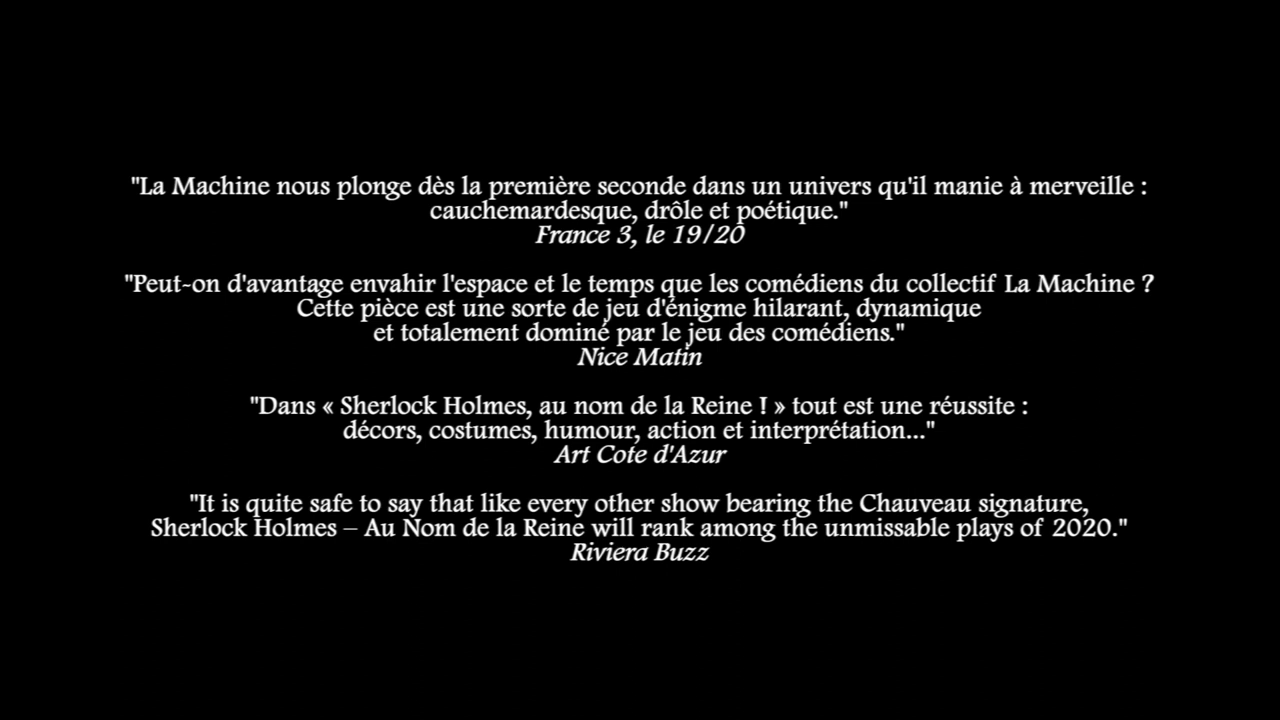 "La Machine nous plonge dès la première seconde dans un univers qu'il manie à merveille :
cauchemardesque, drôle et poétique."
France 3, le 19/20
"Peut-on d'avantage envahir l'espace et le temps que les comédiens du collectif La Machine ?
Cette pièce est une sorte de jeu d'énigme hilarant, dynamique
et totalement dominé par le jeu des comédiens."
Nice Matin
"Dans « Sherlock Holmes, au nom de la Reine ! » tout est une réussite :
décors, costumes, humour, action et interprétation..."
Art Cote d'Azur
"It is quite safe to say that like every other show bearing the Chauveau signature,
Sherlock Holmes – Au Nom de la Reine will rank among the unmissable plays of 2020."
Riviera Buzz